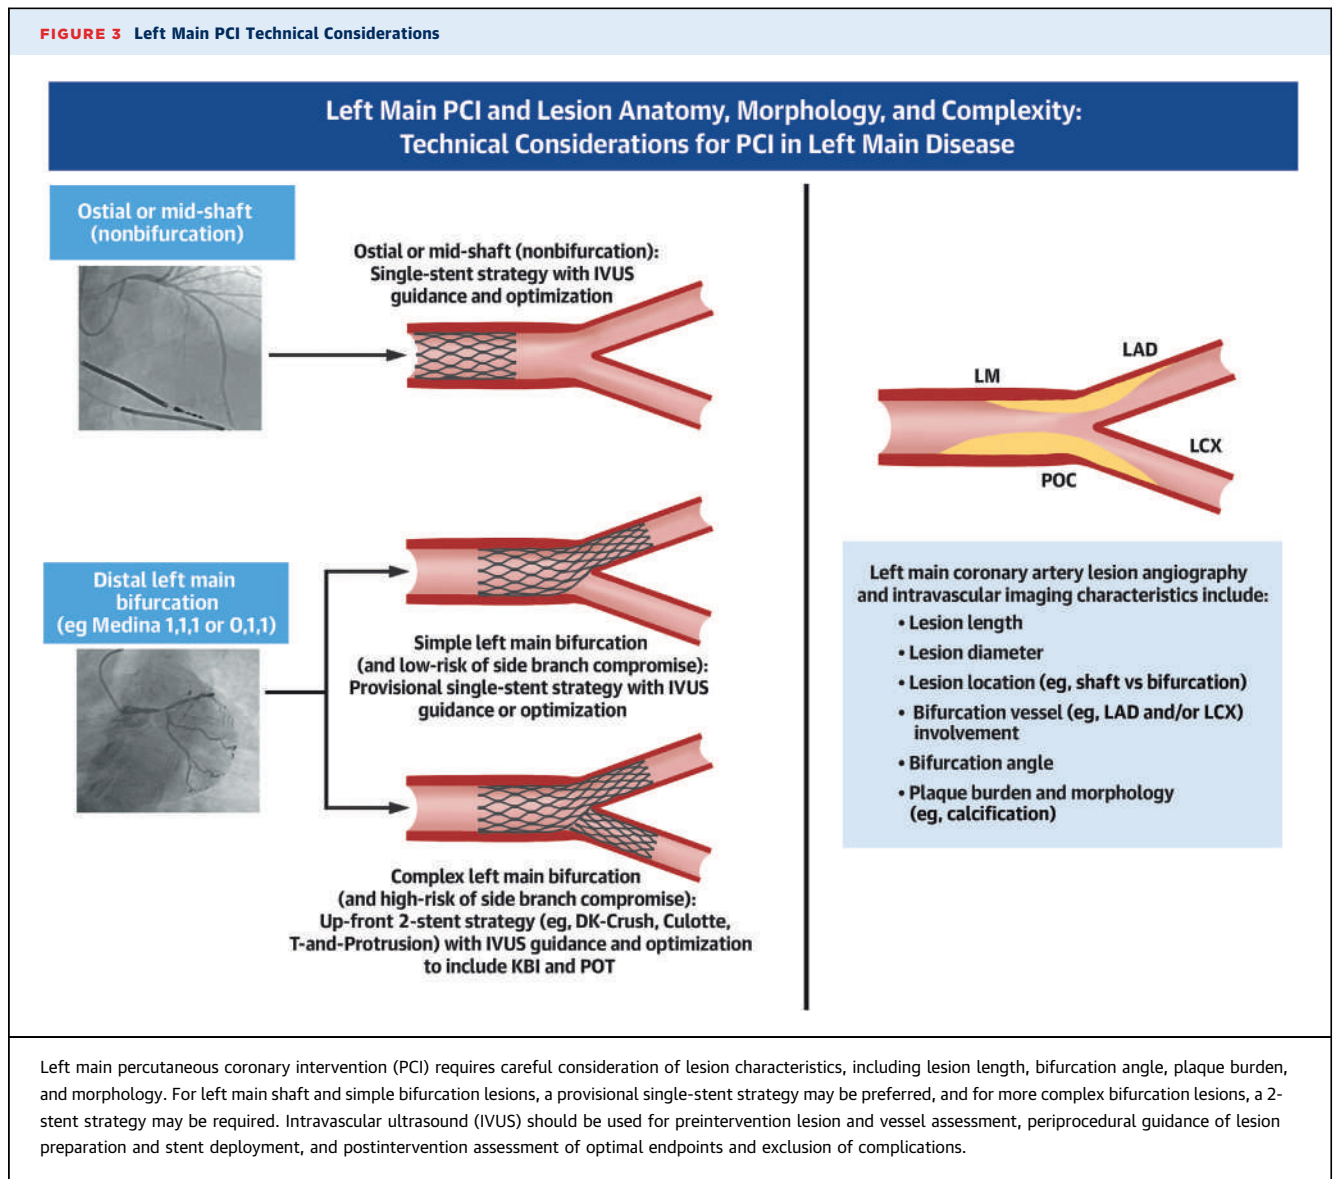 FIGURE 3 Left Main PCI Technical Considerations
Left Main PCI and Lesion Anatomy, Morphology, and Complexity:
Technical Considerations for PCI in Left Main Disease
Ostial or mid-shaft
(nonbifurcation)
Ostial or mid-shaft (nonbifurcation):
Single-stent strategy with IVUS
guidance and optimization
Distal left main
bifurcation
(eg Medina 1,1,1 or 0,1,1)
Simple left main bifurcation
(and low-risk of side branch compromise):
Provisional single-stent strategy with IVUS
guidance or optimization
Complex left main bifurcation
(and high-risk of side branch compromise):
Up-front 2-stent strategy (eg, DK-Crush, Culotte,
T-and-Protrusion) with IVUS guidance and optimization
to include KBI and POT
LM
LAD
LCX
POC
Left main coronary artery lesion angiography
and intravascular imaging characteristics include:
• Lesion length
• Lesion diameter
• Lesion location (eg, shaft vs bifurcation)
• Bifurcation vessel (eg, LAD and/or LCX)
involvement
• Bifurcation angle
• Plaque burden and morphology
(eg, calcification)
Left main percutaneous coronary intervention (PCI) requires careful consideration of lesion characteristics, including lesion length, bifurcation angle, plaque burden,
and morphology. For left main shaft and simple bifurcation lesions, a provisional single-stent strategy may be preferred, and for more complex bifurcation lesions, a 2-
stent strategy may be required. Intravascular ultrasound (IVUS) should be used for preintervention lesion and vessel assessment, periprocedural guidance of lesion
preparation and stent deployment, and postintervention assessment of optimal endpoints and exclusion of complications.